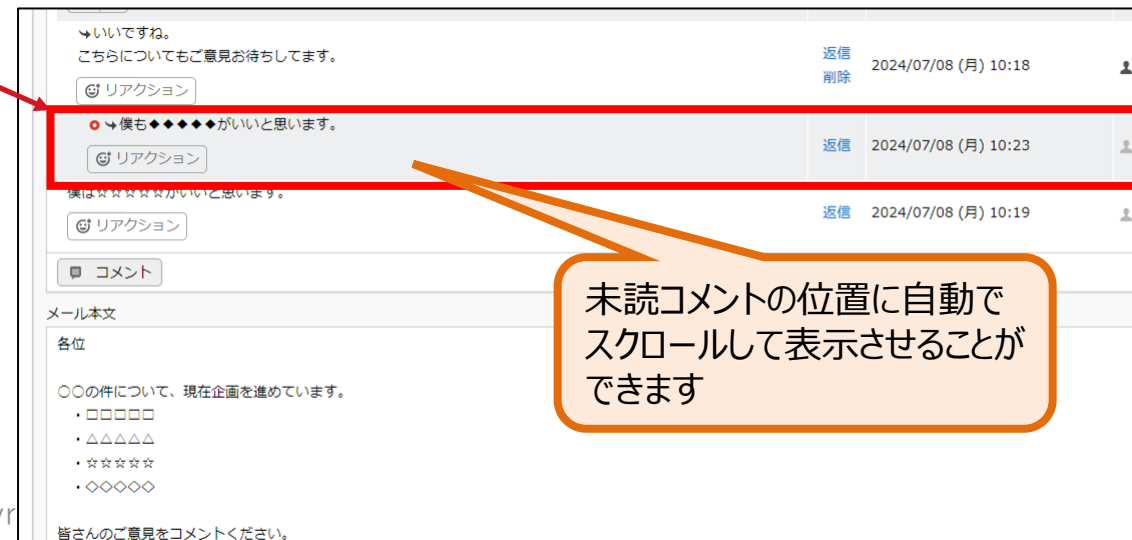 ↪いいですね。
こちらについてもご意見お待ちしてます。
返信
削除
2024/07/08 (月) 10:18
リアクション
↪僕も◆◆◆◆◆がいいと思います。
返信 2024/07/08 (月) 10:23
リアクション
僕は☆☆☆☆☆がいいと思います。
返信 2024/07/08 (月) 10:19
リアクション
コメント
未読コメントの位置に自動で
スクロールして表示させることが
できます
メール本文
各位
○○の件について、現在企画を進めています。
・□□□□□
・△△△△△
・☆☆☆☆☆
・◇◇◇◇◇
皆さんのご意見をコメントください。